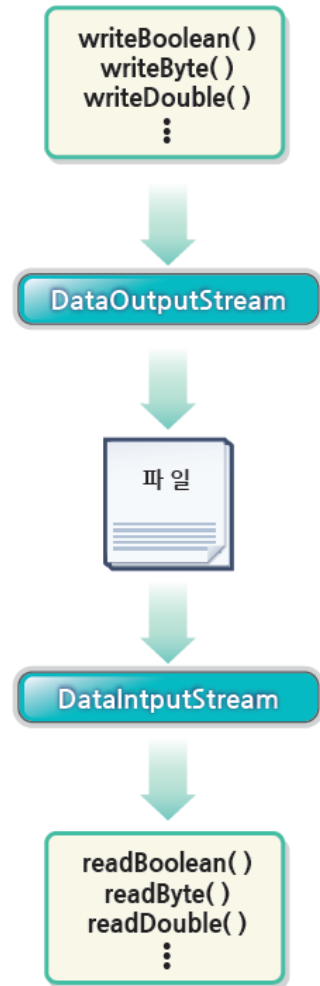 writeBoolean( )
writeByte( )
writeDouble( )
⋮
DataOutputStream
파 일
DataIntputStream
readBoolean( )
readByte( )
readDouble( )
⋮